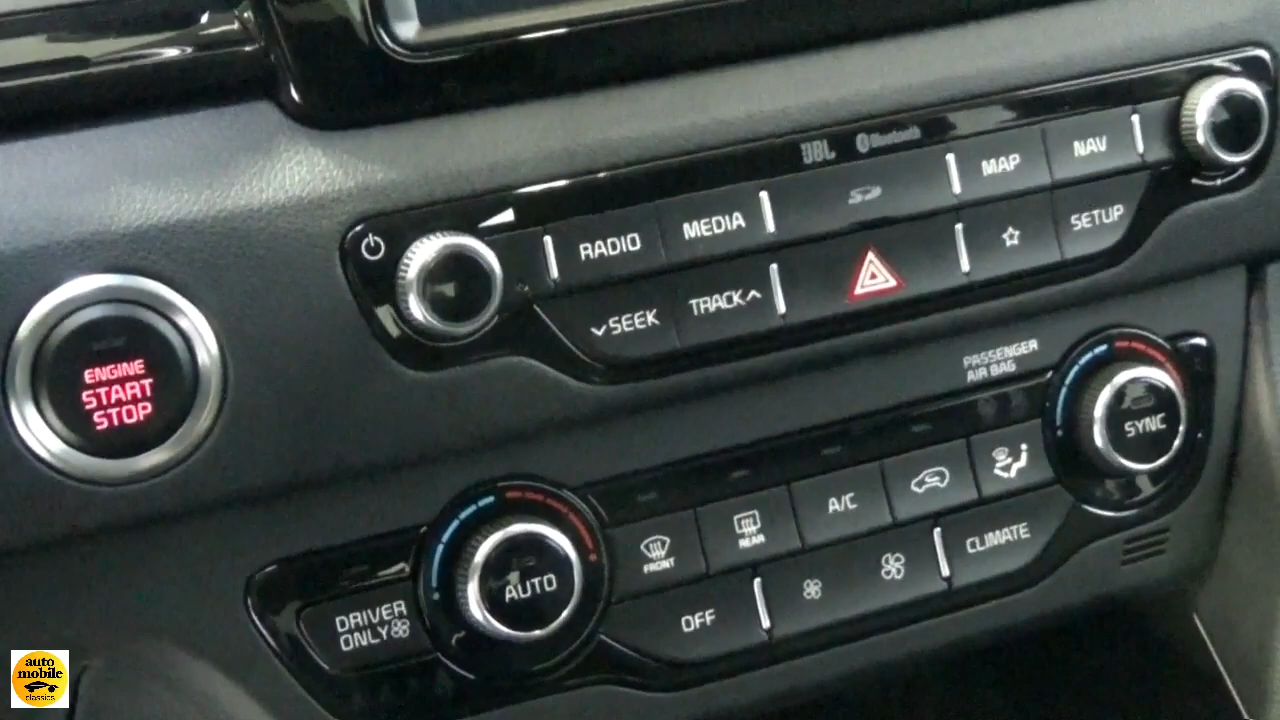 JBL Bluetooth
RADIO
MEDIA
MAP
NAV
SEEK
TRACK
SETUP
ENGINE
START
STOP
PASSENGER
AIR BAG
SYNC
FRONT
REAR
A/C
AUTO
OFF
CLIMATE
DRIVER
ONLY
auto
mobile
classics